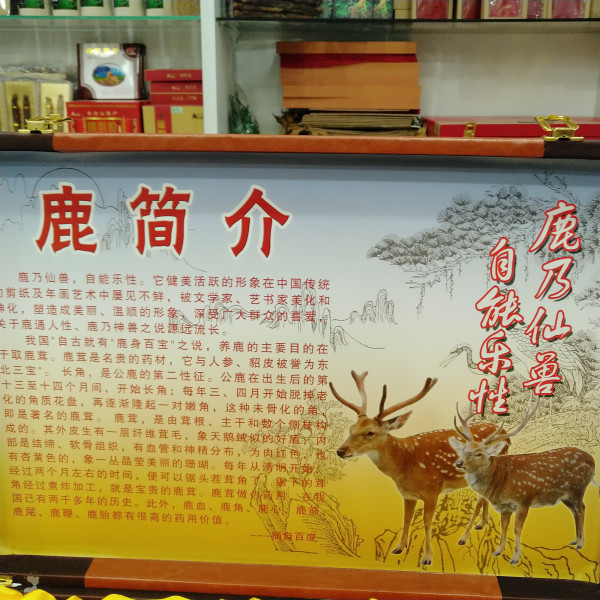 鹿简介
鹿乃仙兽
自能乐性
鹿乃仙兽，自能乐性。它健美活跃的形象在中国传统
的剪纸及年画艺术中屡见不鲜，被文学家、艺书家美化和
神化，塑造成美丽、温顺的形象，深受广大群众的喜爱。
关于鹿通人性、鹿乃神兽之说源远流长。
我国"自古就有"鹿身百宝"之说，养鹿的主要目的在
于取鹿茸。鹿茸是名贵的药材，它与人参、貂皮被誉为东
北三宝"。长角，是公鹿的第二性征。公鹿在出生后的第
十三至十四个月间，开始长角；每年三、四月开始脱掉老
化的角质花盘，再逐渐隆起一对嫩角，这种未骨化的角，
即是著名的鹿茸。鹿茸，是由茸根、主干和数个侧枝构
成的。其外皮生有一层纤维茸毛，象天鹅绒似的好看；内
部是结缔、软骨组织，有血管和神精分布，为肉红色，也
有杏黄色的，象一丛晶莹美丽的珊瑚。每年从透明开始，
经过两个月左右的时间，便可以锯头茬茸角了。锯下的茸
角经过煮炸加工，就是宝贵的鹿茸。鹿茸做药用，在我
国已有两千多年的历史。此外，鹿血、鹿角、鹿心、鹿筋、
鹿尾、鹿鞭、鹿胎都有很高的药用价值。
摘自百度